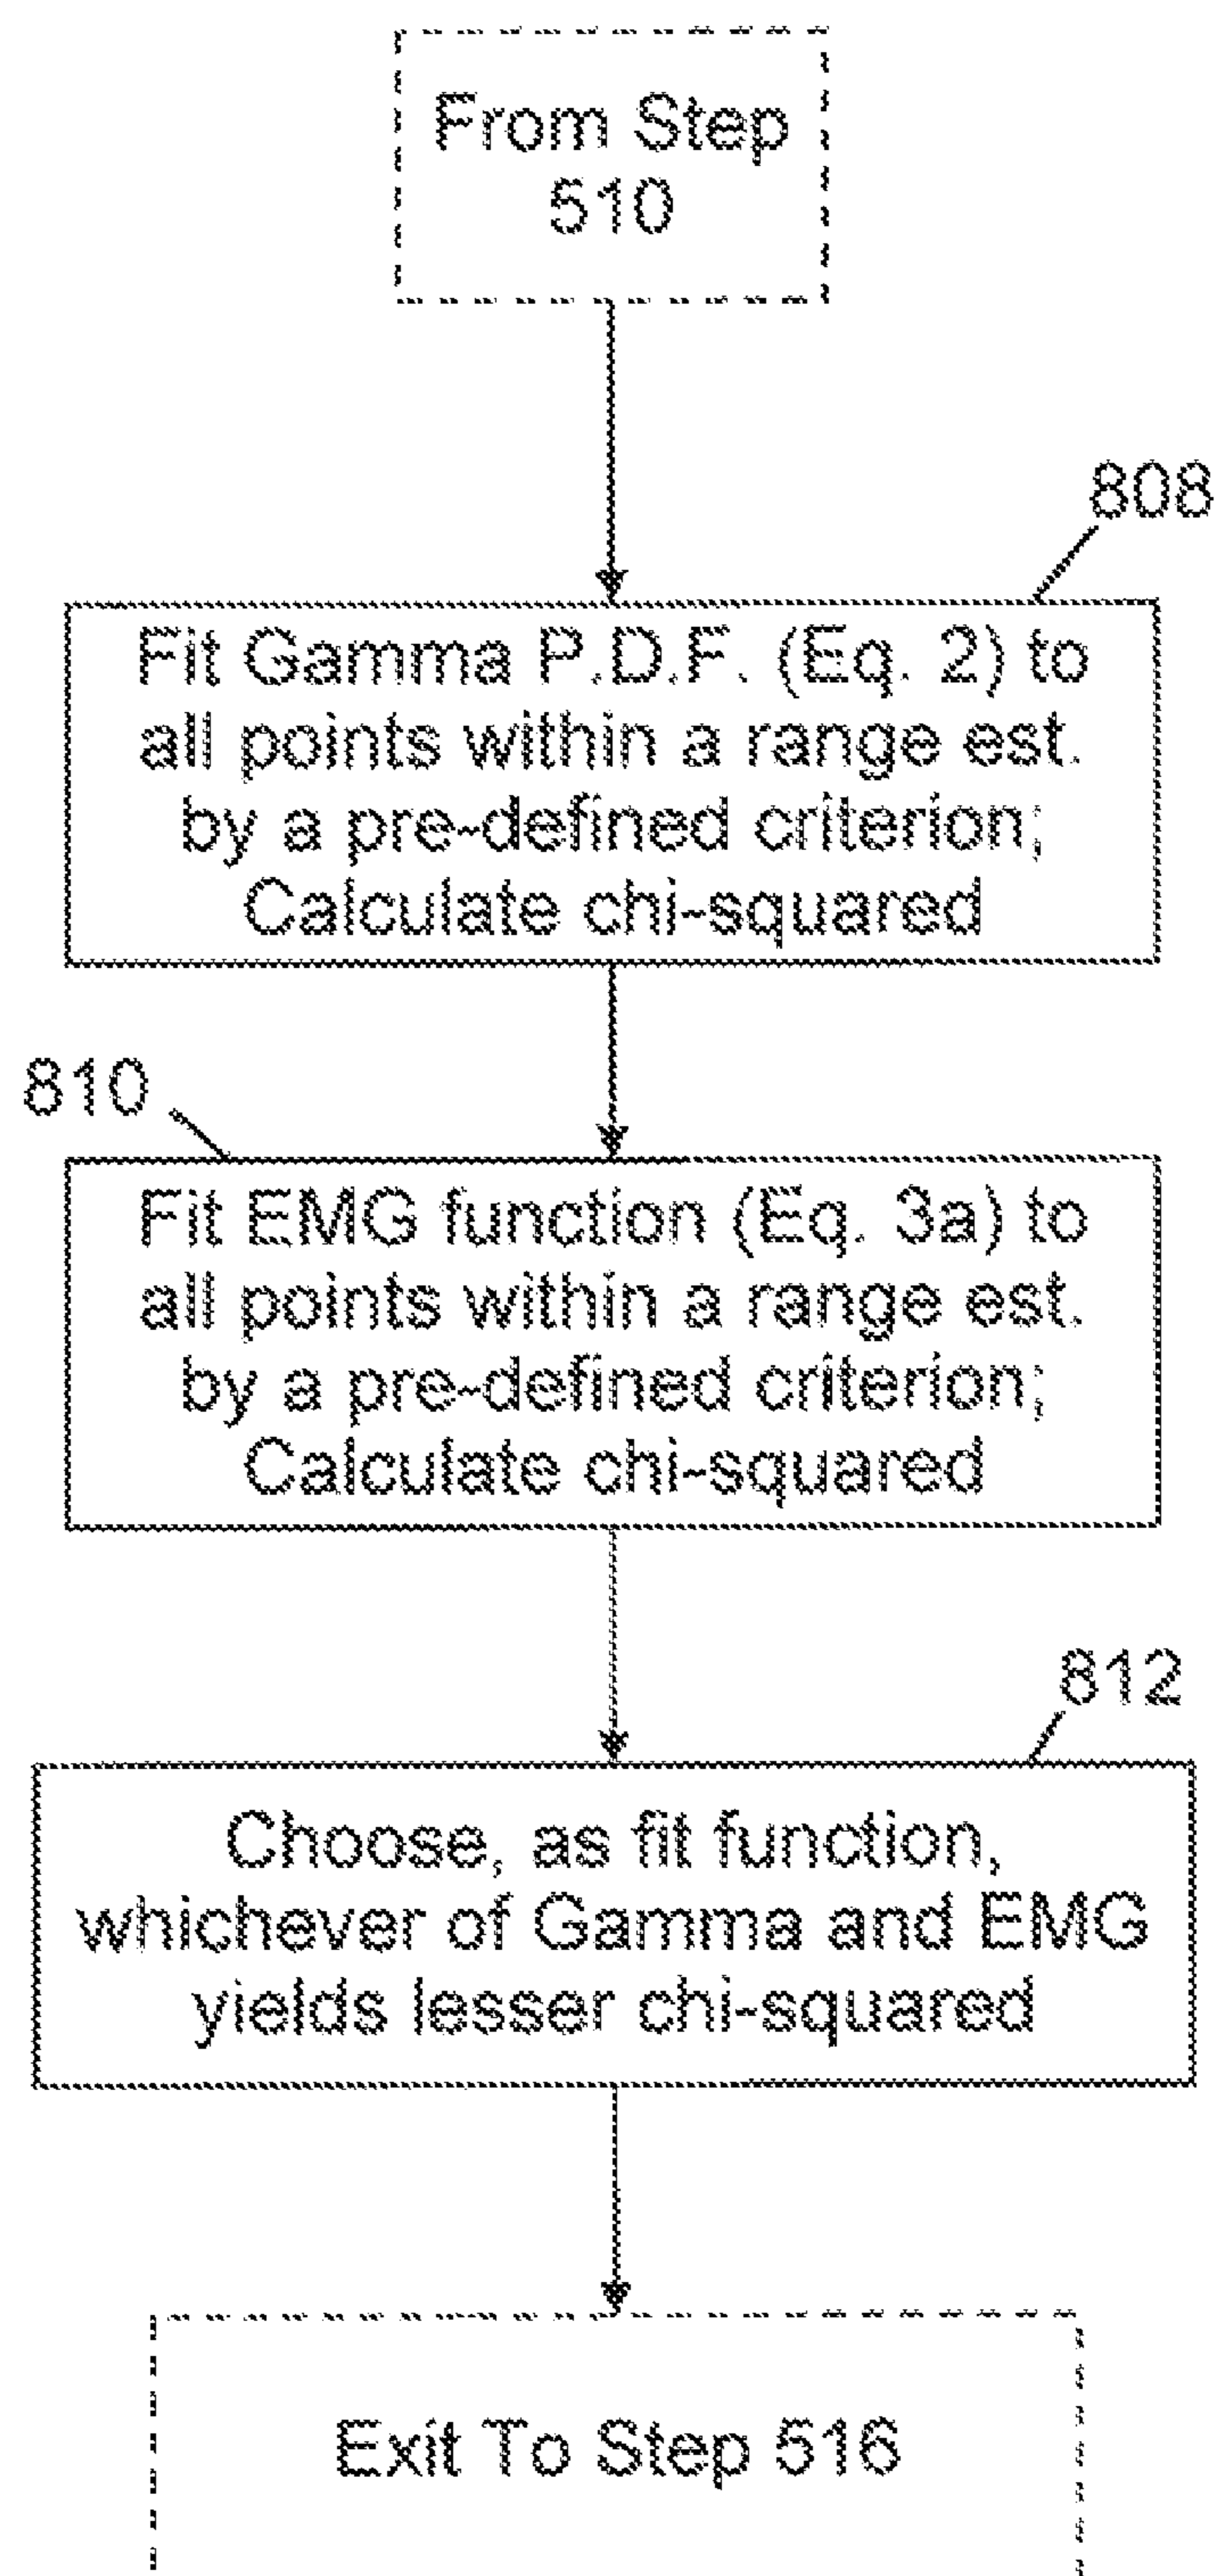 From Step
510
808
Fit Gamma P.D.F. (Eq. 2) to
all points within a range est.
by a pre-defined criterion;
Calculate chi-squared
810
Fit EMG function (Eq. 3a) to
all points within a range est.
by a pre-defined criterion;
Calculate chi-squared
812
Choose, as fit function,
whichever of Gamma and EMG
yields lesser chi-squared
Exit To Step 516